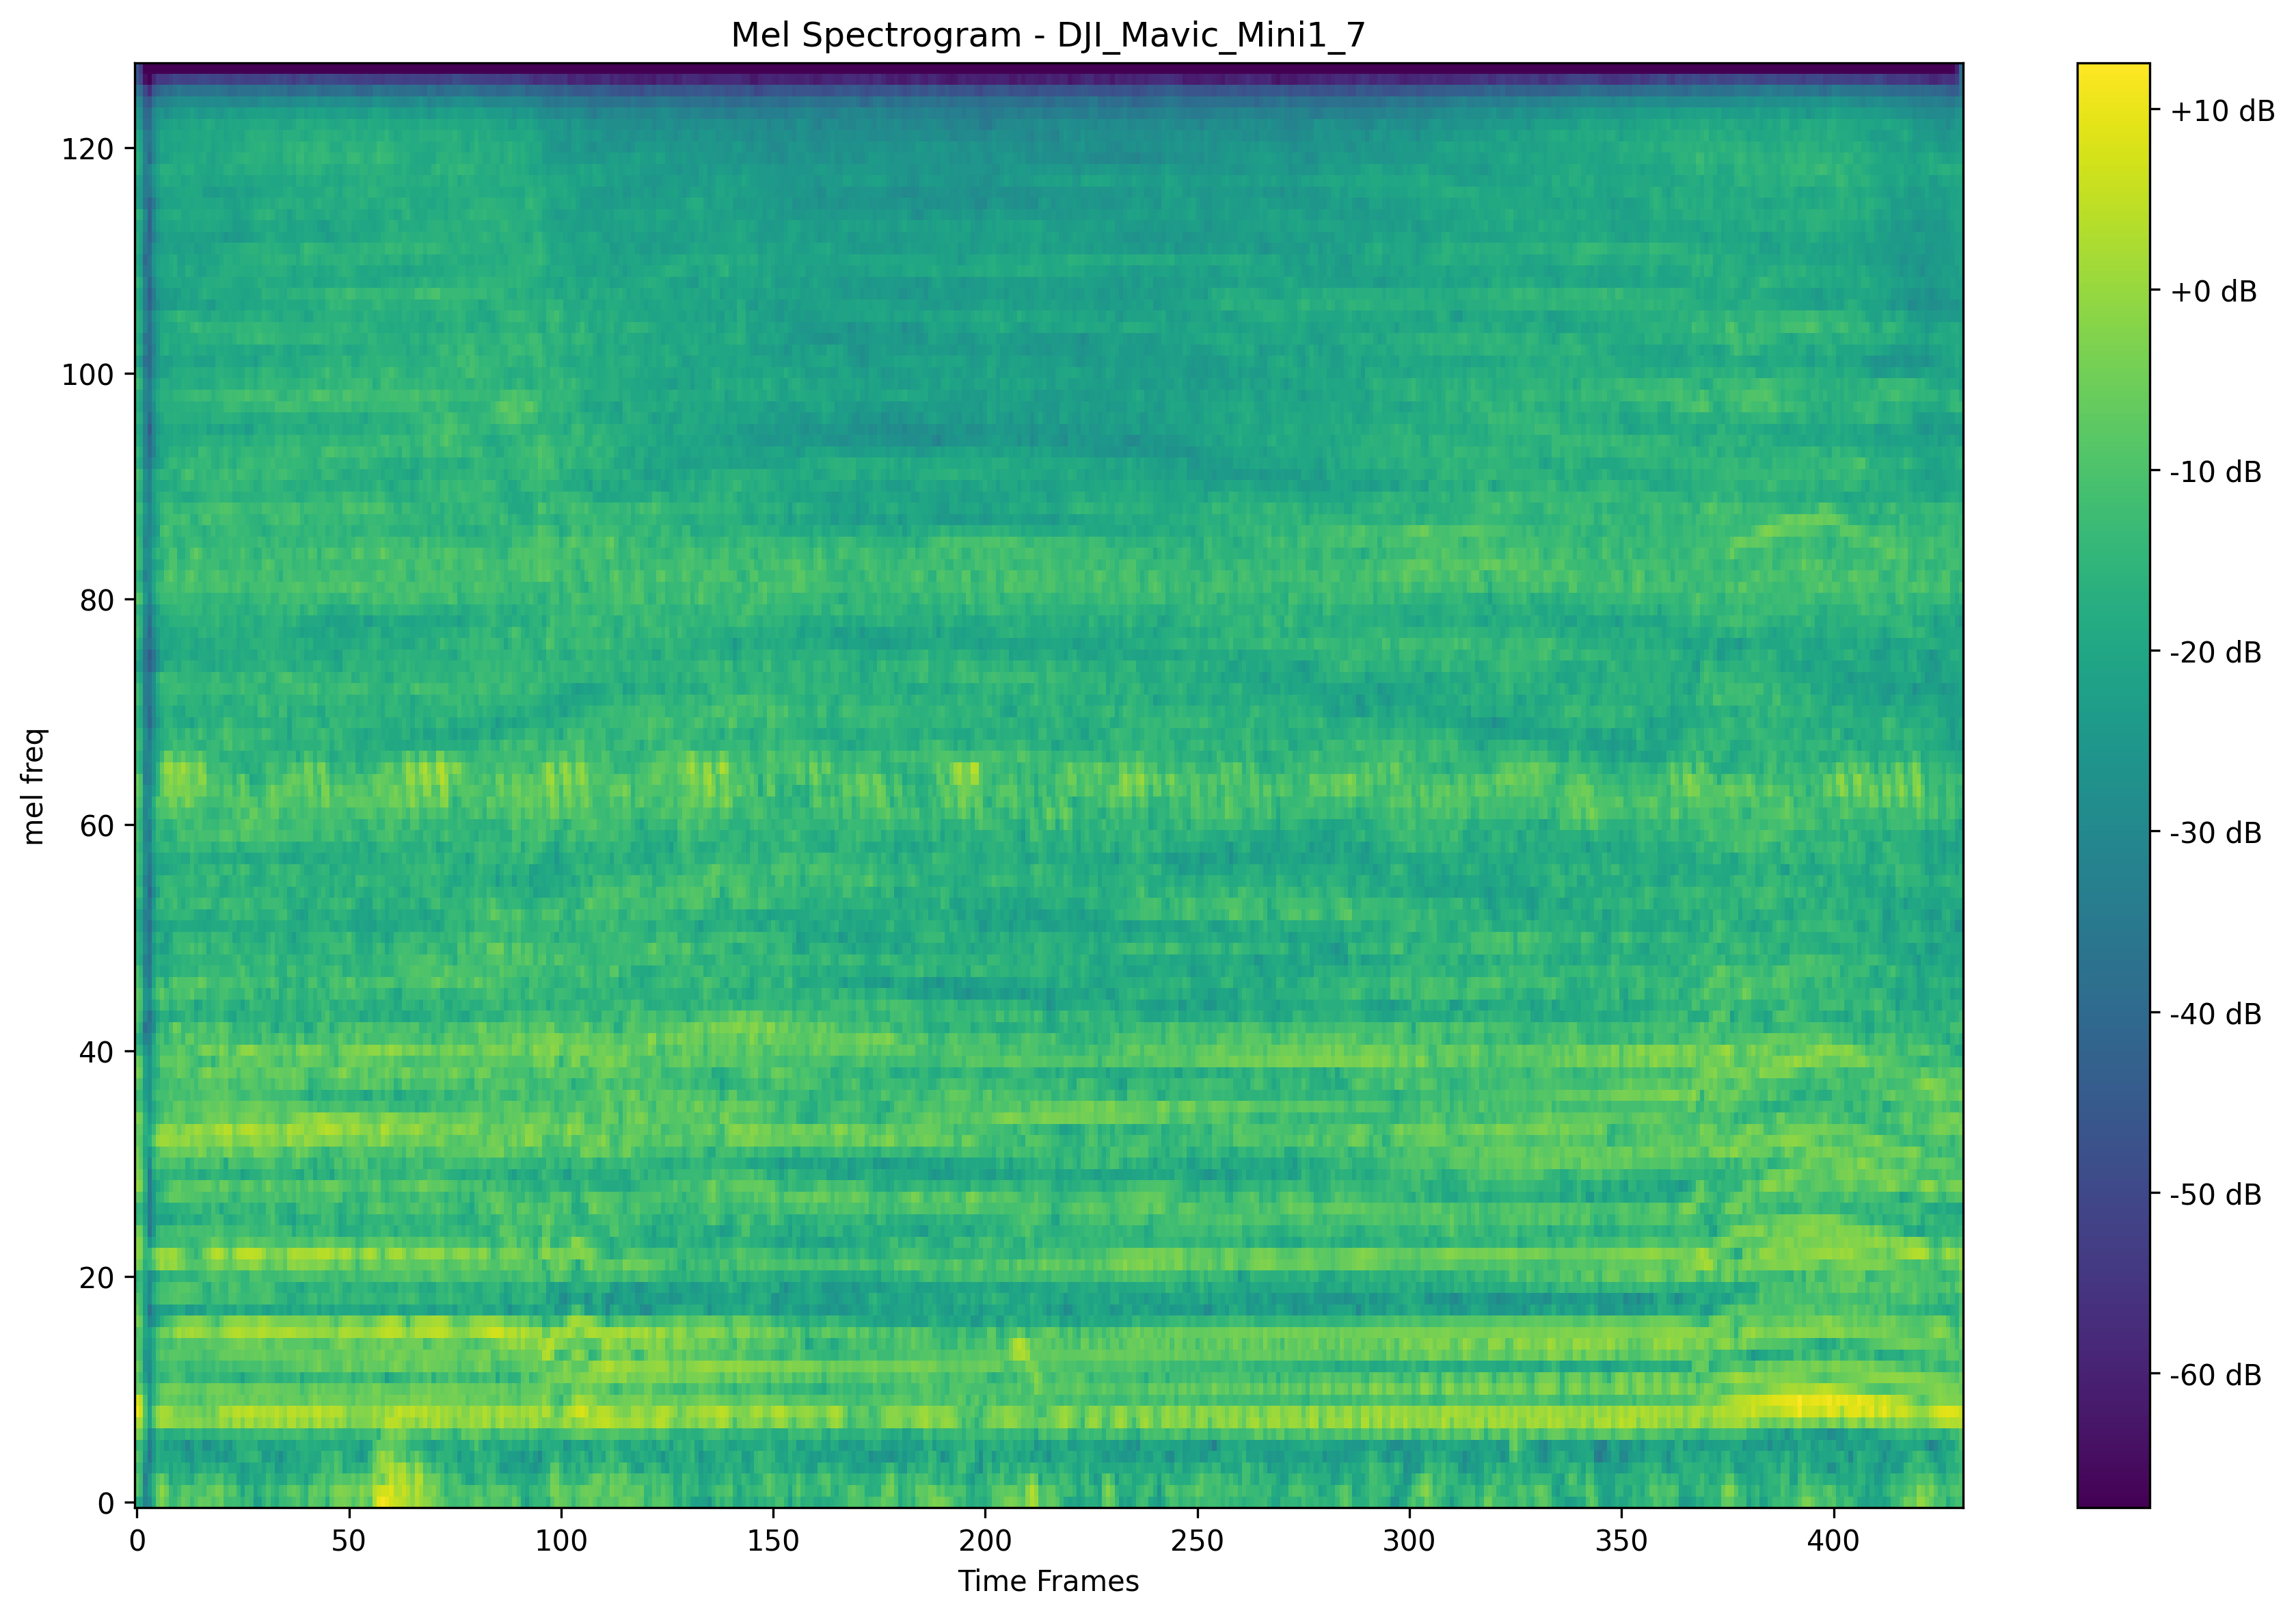 Mel Spectrogram - DJI_Mavic_Mini1_7
mel freq
120
100
80
60
40
20
0
0 50 100 150 200 250 300 350 400
Time Frames
+10 dB
+0 dB
-10 dB
-20 dB
-30 dB
-40 dB
-50 dB
-60 dB